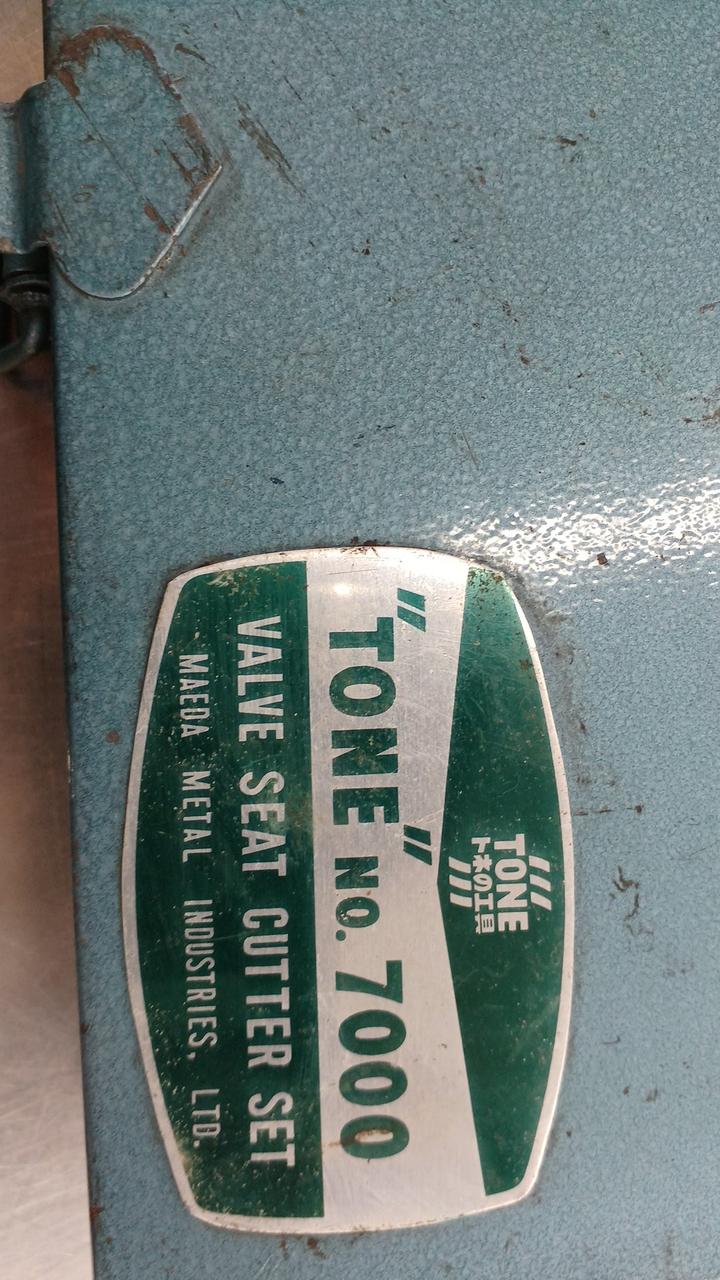 TONE
トネの工具
"TONE" NO. 7000
VALVE SEAT CUTTER SET
MAEDA METAL INDUSTRIES, LTD.